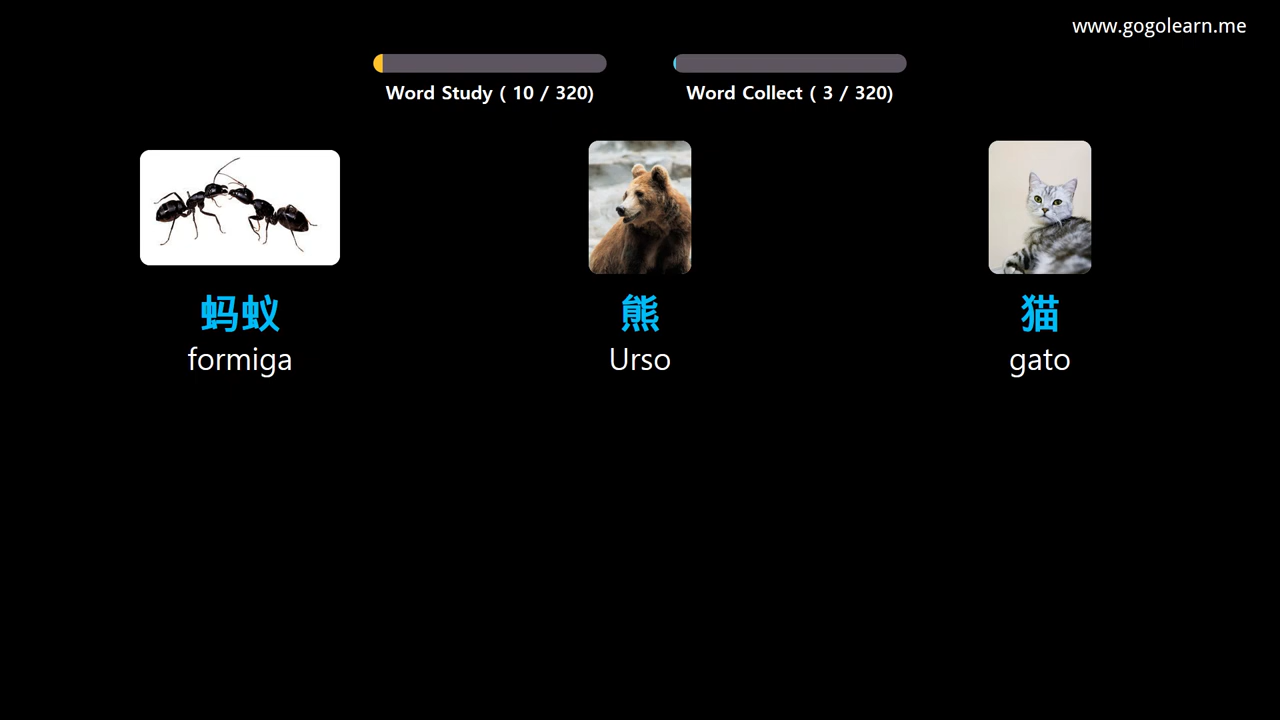 www.gogolearn.me
Word Study ( 10 / 320)
Word Collect ( 3 / 320)
蚂蚁
formiga
熊
Urso
猫
gato